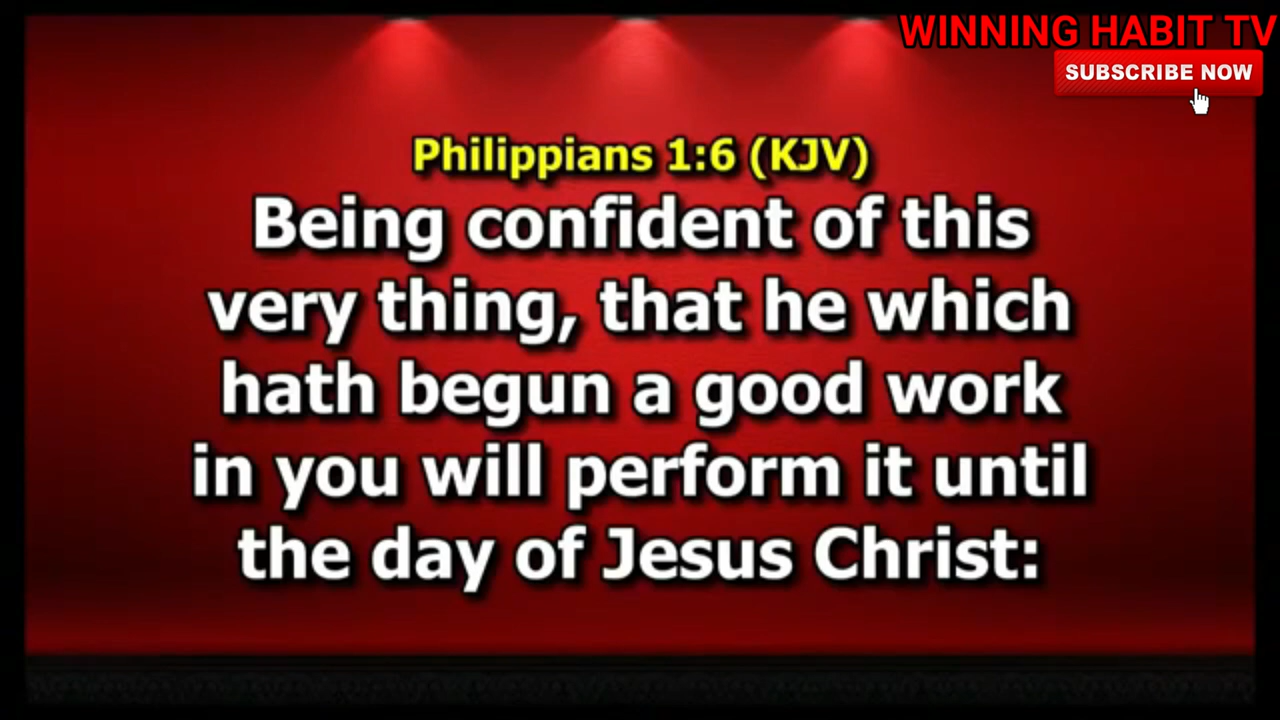 WINNING HABIT TV
SUBSCRIBE NOW
Philippians 1:6 (KJV)
Being confident of this
very thing, that he which
hath begun a good work
in you will perform it until
the day of Jesus Christ: